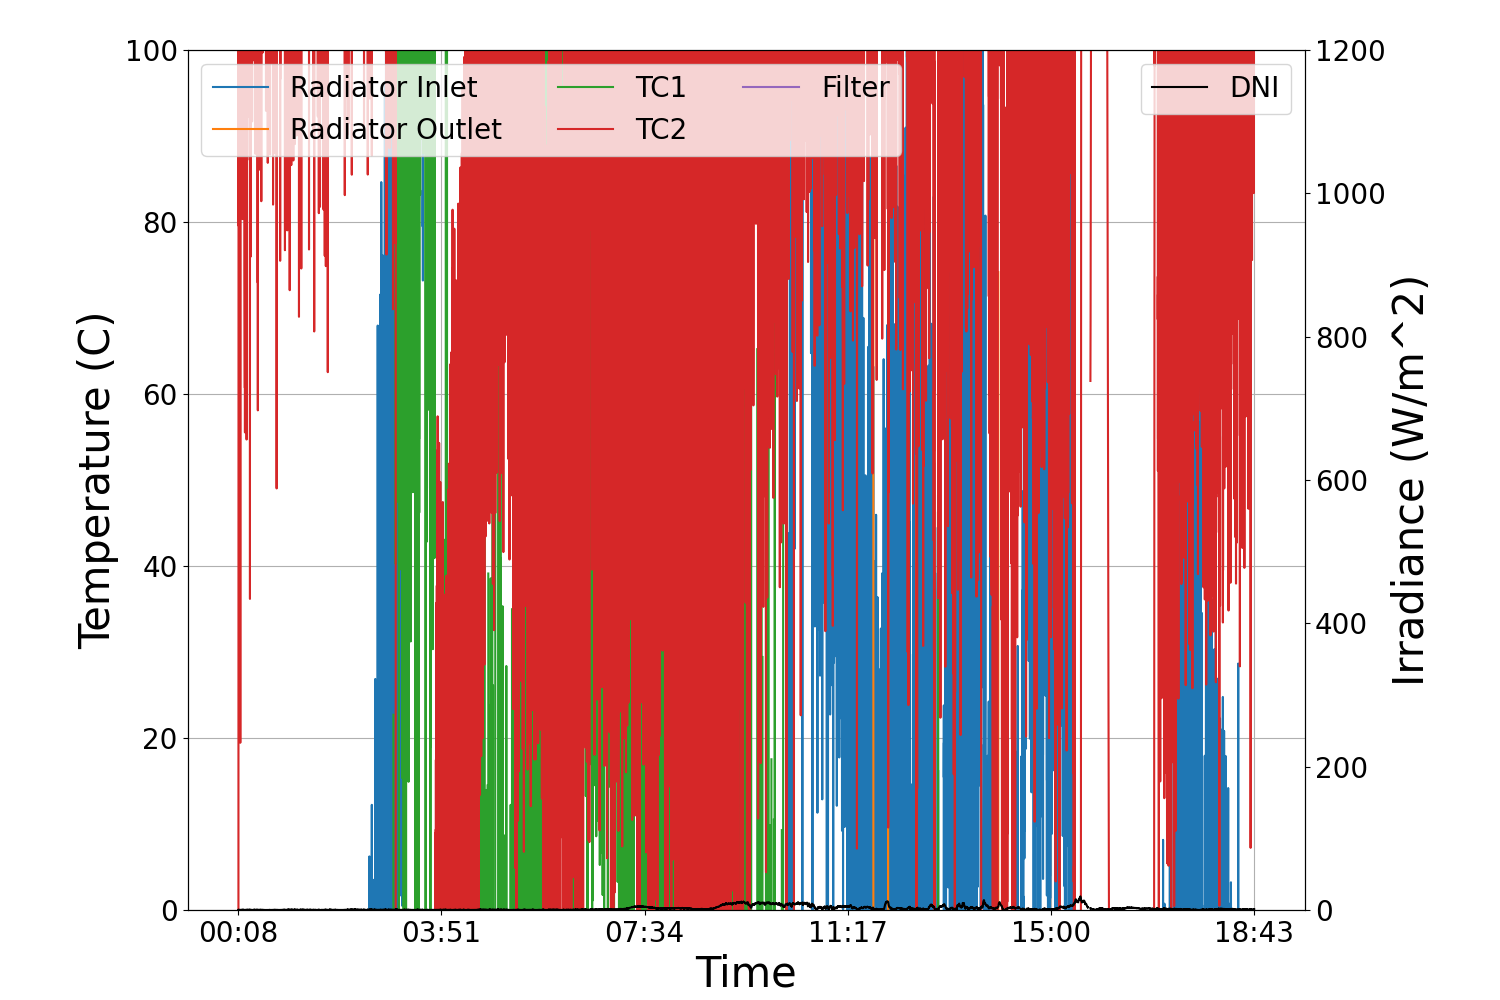 100
80
60
40
20
0
Temperature (C)
Radiator Inlet
Radiator Outlet
TC1
TC2
Filter
DNI
1200
1000
800
600
400
200
0
Irradiance (W/m^2)
00:08
03:51
07:34
11:17
15:00
18:43
Time